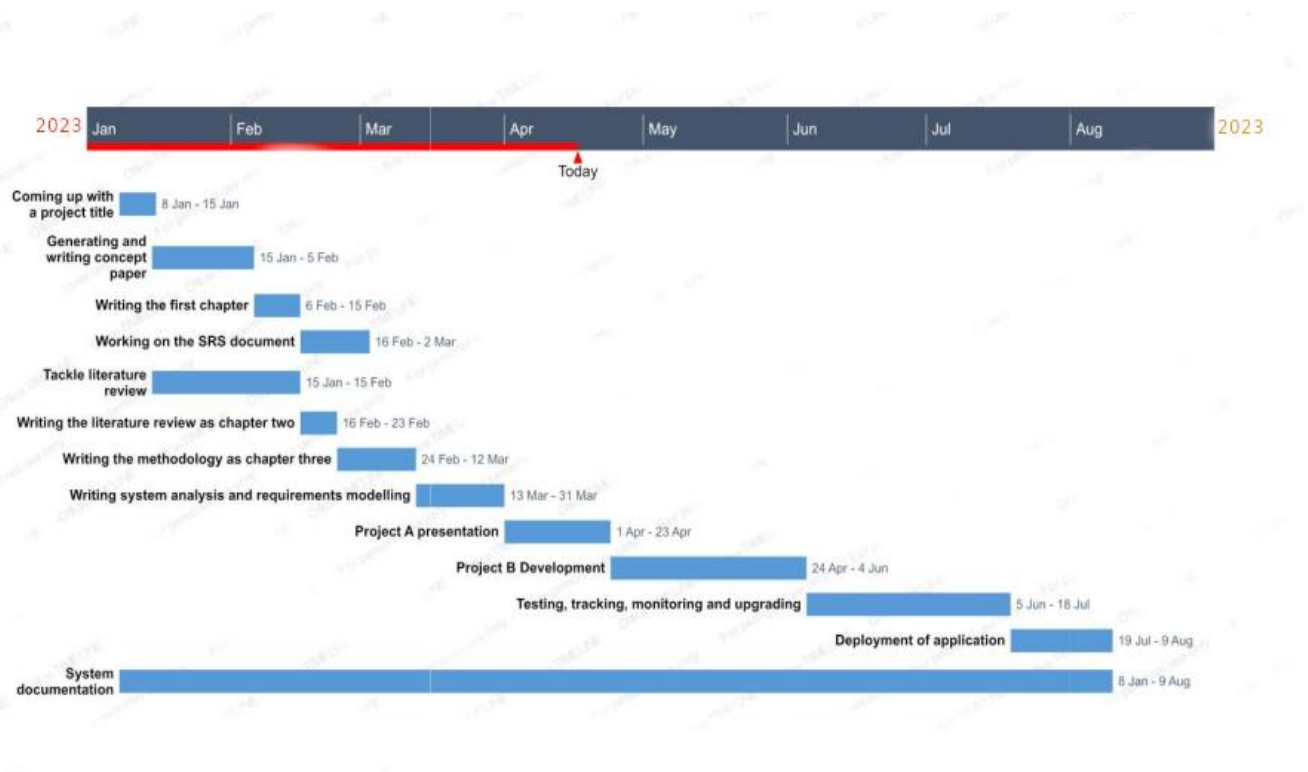 2023 Jan Feb Mar Apr May Jun Jul Aug 2023
Today
Coming up with
a project title
8 Jan - 15 Jan
Generating and
writing concept
paper
15 Jan - 5 Feb
Writing the first chapter 6 Feb - 15 Feb
Working on the SRS document 16 Feb - 2 Mar
Tackle literature
review
15 Jan - 15 Feb
Writing the literature review as chapter two 16 Feb - 23 Feb
Writing the methodology as chapter three 24 Feb - 12 Mar
Writing system analysis and requirements modelling 13 Mar - 31 Mar
Project A presentation 1 Apr - 23 Apr
Project B Development 24 Apr - 4 Jun
Testing, tracking, monitoring and upgrading 5 Jun - 18 Jul
Deployment of application 19 Jul - 9 Aug
System
documentation
8 Jan - 9 Aug